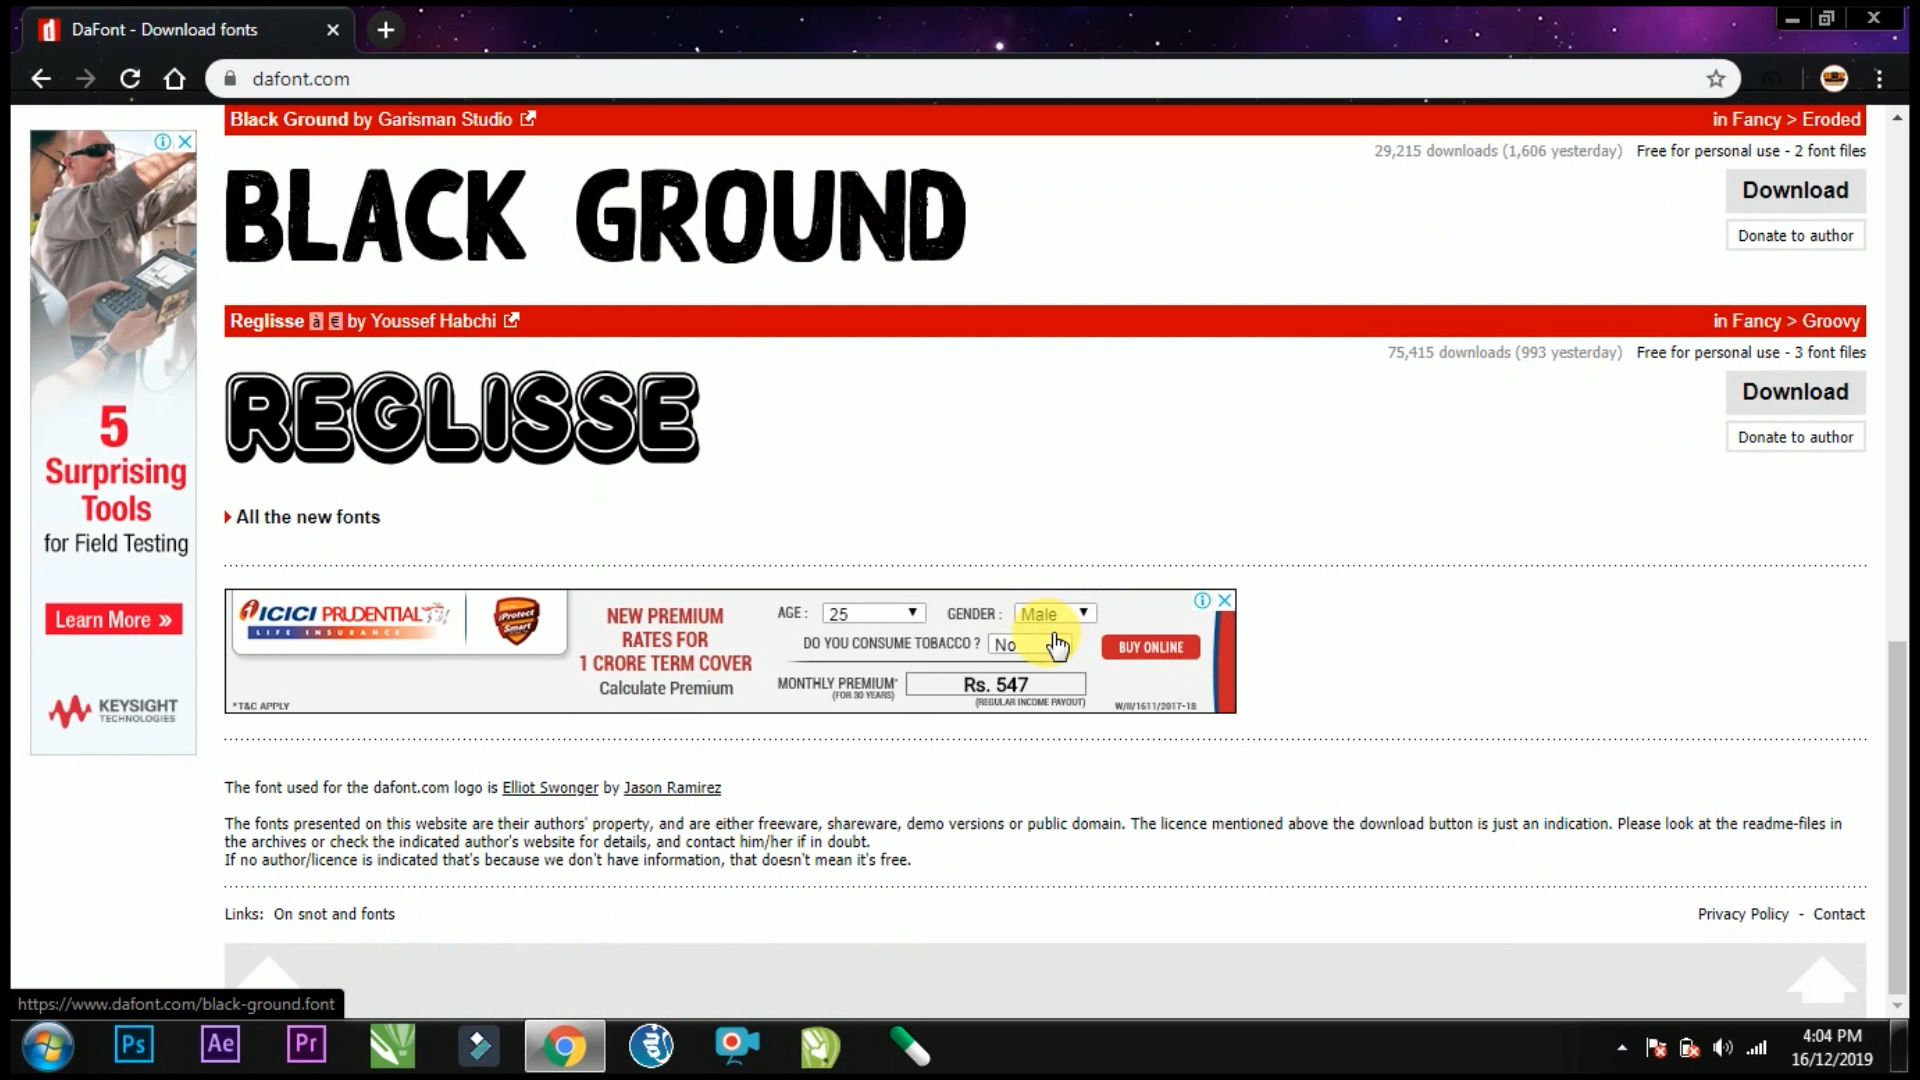 DaFont - Download fonts
dafont.com
Black Ground by Garisman Studio
in Fancy > Eroded
29,215 downloads (1,606 yesterday) Free for personal use - 2 font files
BLACK GROUND
Download
Donate to author
Reglisse à € by Youssef Habchi
in Fancy > Groovy
75,415 downloads (993 yesterday) Free for personal use - 3 font files
REGLISSE
Download
Donate to author
All the new fonts
5
Surprising
Tools
for Field Testing
Learn More »
KEYSIGHT
TECHNOLOGIES
ICICI PRUDENTIAL
LIFE INSURANCE
iProtect
Smart
NEW PREMIUM
RATES FOR
1 CRORE TERM COVER
Calculate Premium
*T&C APPLY
AGE : 25 GENDER : Male
DO YOU CONSUME TOBACCO ? No
MONTHLY PREMIUM* Rs. 547
(FOR 30 YEARS) (REGULAR INCOME PAYOUT)
BUY ONLINE
W/II/1611/2017-18
The font used for the dafont.com logo is Elliot Swonger by Jason Ramirez
The fonts presented on this website are their authors' property, and are either freeware, shareware, demo versions or public domain. The licence mentioned above the download button is just an indication. Please look at the readme-files in
the archives or check the indicated author's website for details, and contact him/her if in doubt.
If no author/licence is indicated that's because we don't have information, that doesn't mean it's free.
Links: On snot and fonts
Privacy Policy - Contact
https://www.dafont.com/black-ground.font
Ps
Ae
Pr
4:04 PM
16/12/2019